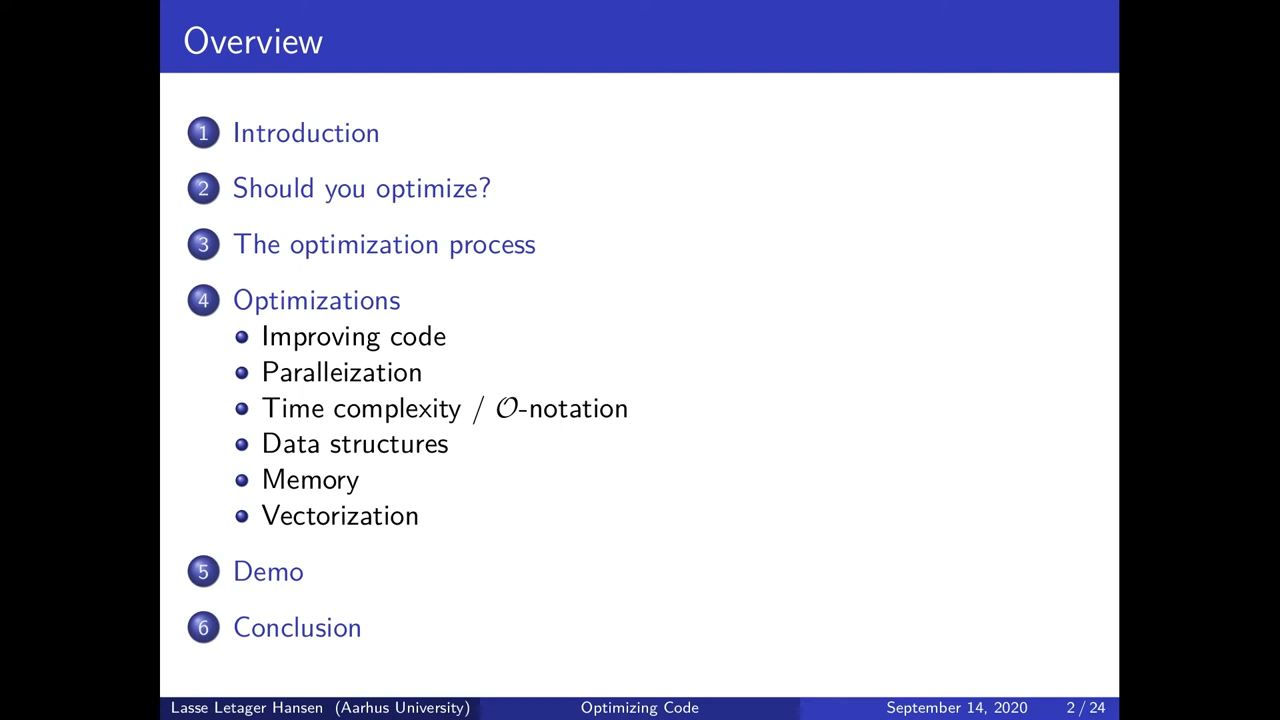 Overview
1 Introduction
2 Should you optimize?
3 The optimization process
4 Optimizations
Improving code
Paralleization
Time complexity / O-notation
Data structures
Memory
Vectorization
5 Demo
6 Conclusion
Lasse Letager Hansen (Aarhus University) Optimizing Code September 14, 2020 2 / 24